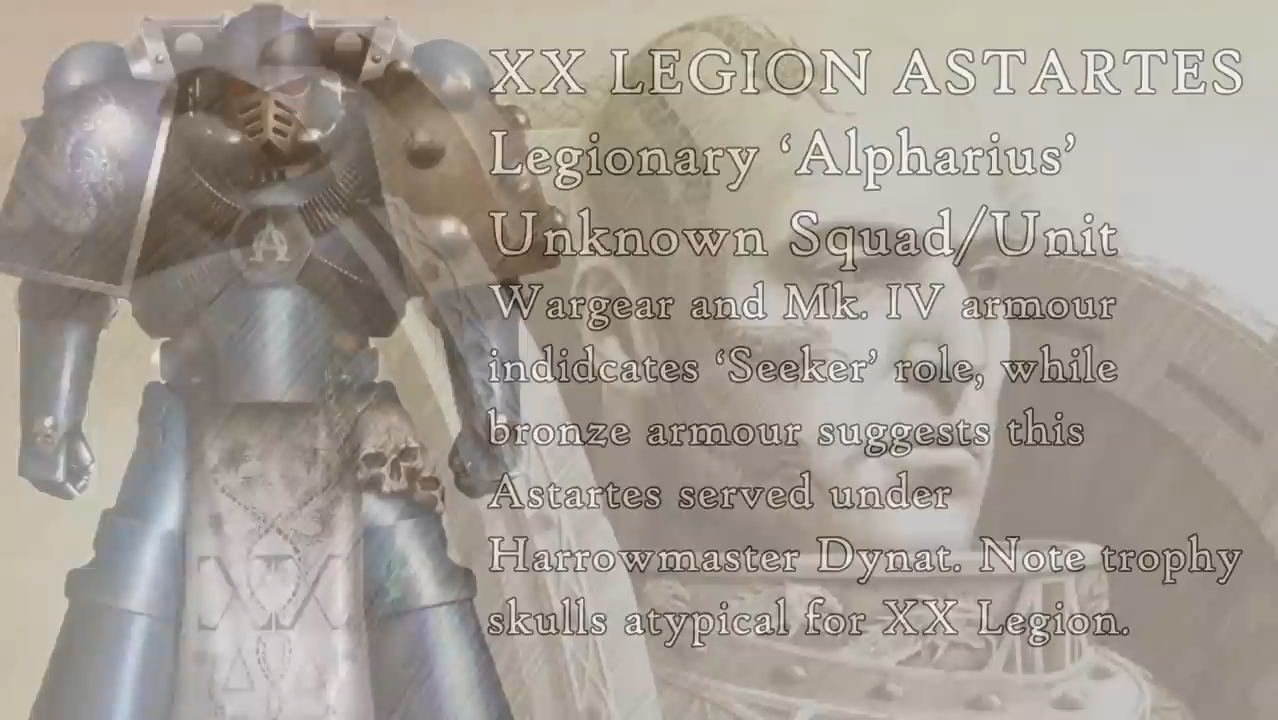 XX LEGION ASTARTES
Legionary ‘Alpharius’
Unknown Squad/Unit
Wargear and Mk. IV armour
indidcates ‘Seeker’ role, while
bronze armour suggests this
Astartes served under
Harrowmaster Dynat. Note trophy
skulls atypical for XX Legion.
A
XX